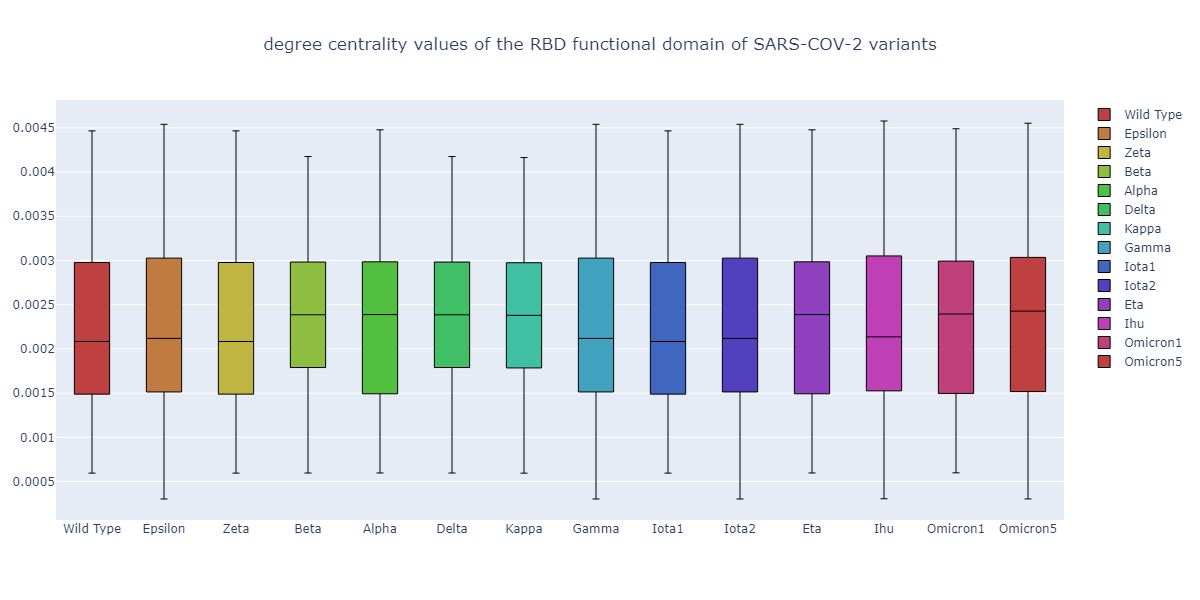 degree centrality values of the RBD functional domain of SARS-COV-2 variants
0.0045
0.004
0.0035
0.003
0.0025
0.002
0.0015
0.001
0.0005
Wild Type Epsilon Zeta Beta Alpha Delta Kappa Gamma Iota1 Iota2 Eta Ihu Omicron1 Omicron5
Wild Type
Epsilon
Zeta
Beta
Alpha
Delta
Kappa
Gamma
Iota1
Iota2
Eta
Ihu
Omicron1
Omicron5